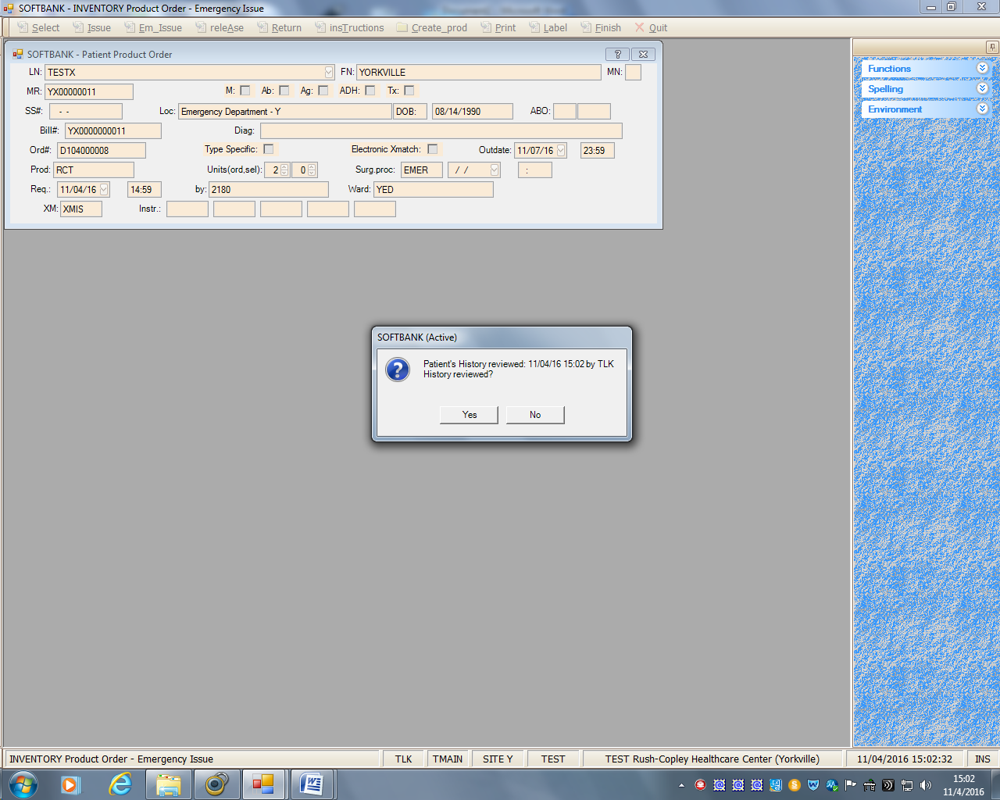 SOFTBANK - INVENTORY Product Order - Emergency Issue
Select Issue Em_Issue releAse Return insTructions Create_prod Print Label Finish Quit
SOFTBANK - Patient Product Order
LN: TESTX FN: YORKVILLE MN:
MR: YX00000011 M: Ab: Ag: ADH: Tx:
SS#: - - Loc: Emergency Department - Y DOB: 08/14/1990 ABO:
Bill#: YX0000000011 Diag:
Ord#: D104000008 Type Specific: Electronic Xmatch: Outdate: 11/07/16 23:59
Prod: RCT Units(ord,sel): 2 0 Surg.proc: EMER / / :
Req.: 11/04/16 14:59 by: 2180 Ward: YED
XM: XMIS Instr.:
Functions
Spelling
Environment
SOFTBANK (Active)
Patient's History reviewed: 11/04/16 15:02 by TLK
History reviewed?
Yes No
INVENTORY Product Order - Emergency Issue TLK TMAIN SITE Y TEST TEST Rush-Copley Healthcare Center (Yorkville) 11/04/2016 15:02:32 INS
15:02
11/4/2016